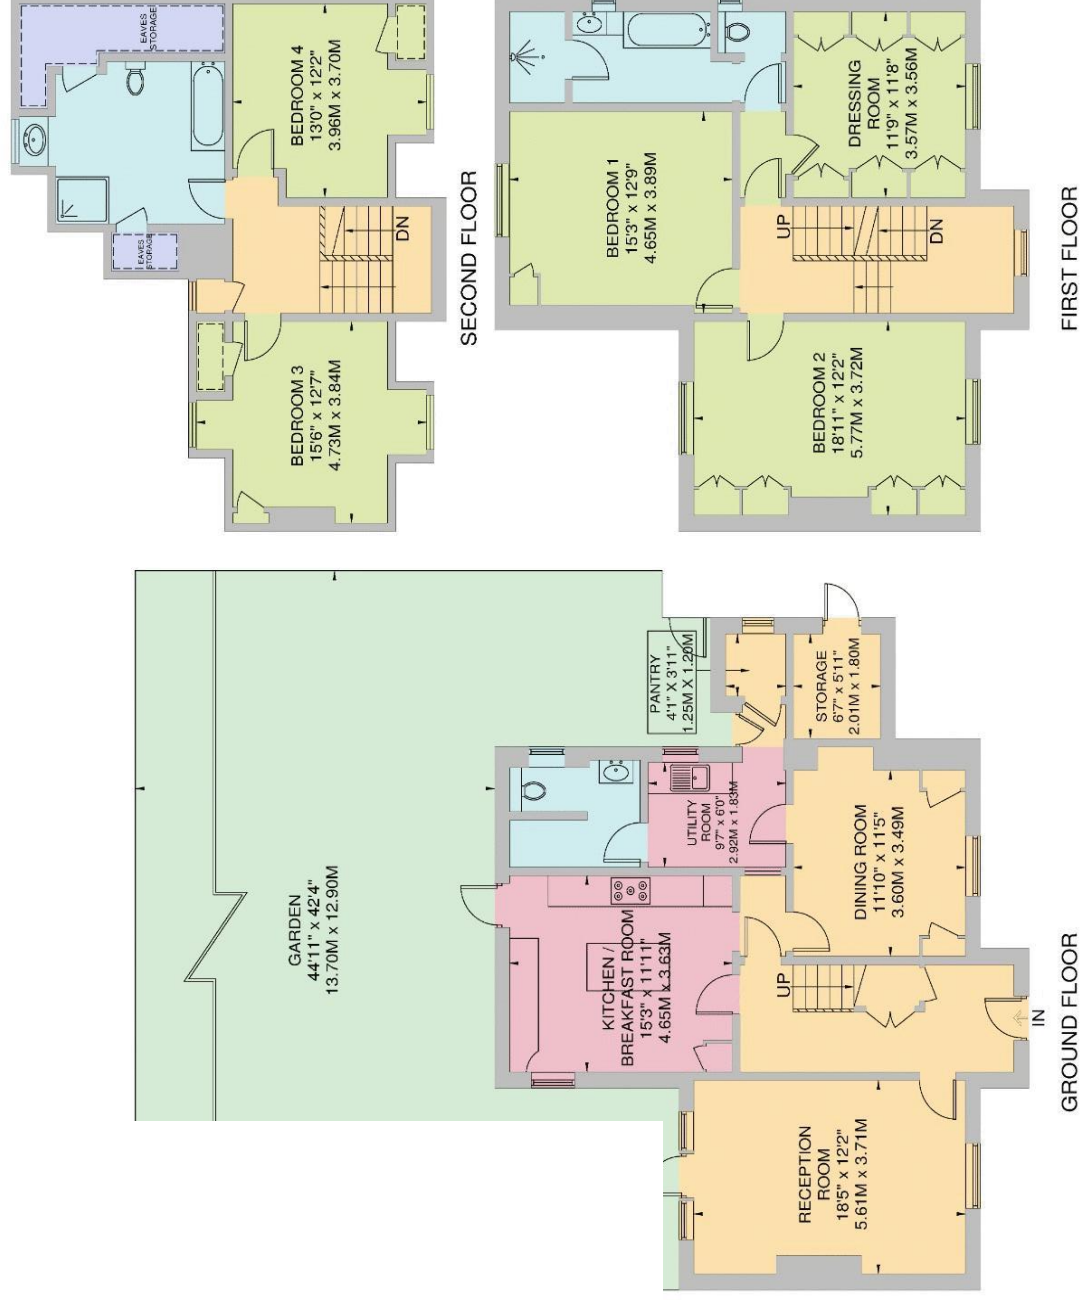 EAVES
STORAGE
BEDROOM 4
13'0" x 12'2"
3.96M x 3.70M
EAVES
STORAGE
DN
BEDROOM 3
15'6" x 12'7"
4.73M x 3.84M
SECOND FLOOR
DRESSING
ROOM
11'9" x 11'8"
3.57M x 3.56M
BEDROOM 1
15'3" x 12'9"
4.65M x 3.89M
UP
DN
BEDROOM 2
18'11" x 12'2"
5.77M x 3.72M
FIRST FLOOR
GARDEN
44'11" x 42'4"
13.70M x 12.90M
PANTRY
4'1" X 3'11"
1.25M X 1.20M
STORAGE
6'7" x 5'11"
2.01M x 1.80M
UTILITY
ROOM
9'7" x 6'0"
2.92M x 1.83M
DINING ROOM
11'10" x 11'5"
3.60M x 3.49M
KITCHEN /
BREAKFAST ROOM
15'3" x 11'11"
4.65M x 3.63M
UP
IN
RECEPTION
ROOM
18'5" x 12'2"
5.61M x 3.71M
GROUND FLOOR